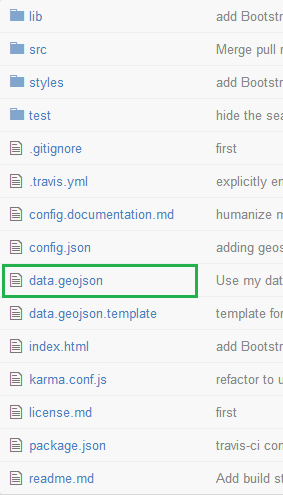 lib add Bootstr
src Merge pull r
styles add Bootstr
test hide the sea
.gitignore first
.travis.yml explicitly en
config.documentation.md humanize m
config.json adding geos
data.geojson Use my dat
data.geojson.template template for
index.html add Bootstr
karma.conf.js refactor to u
license.md first
package.json travis-ci con
readme.md Add build st